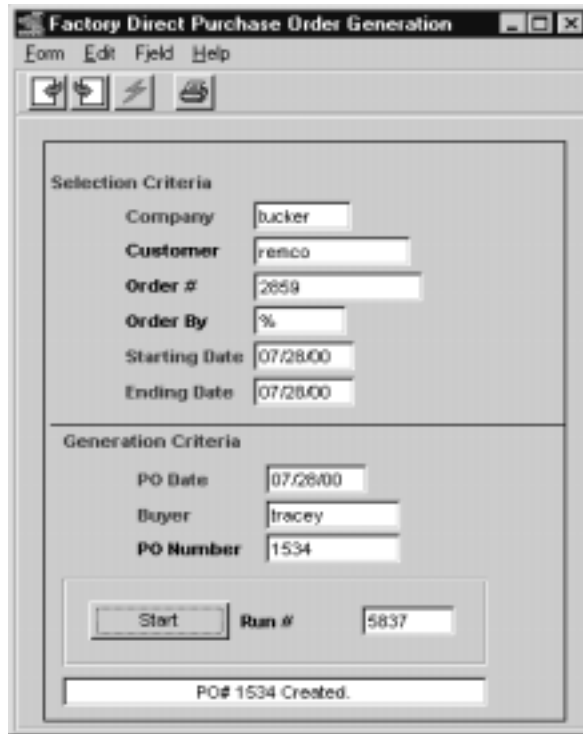 Factory Direct Purchase Order Generation
Form Edit Field Help
Selection Criteria
Company tucker
Customer remco
Order # 2859
Order By %
Starting Date 07/28/00
Ending Date 07/28/00
Generation Criteria
PO Date 07/28/00
Buyer tracey
PO Number 1534
Start Run # 5837
PO# 1534 Created.